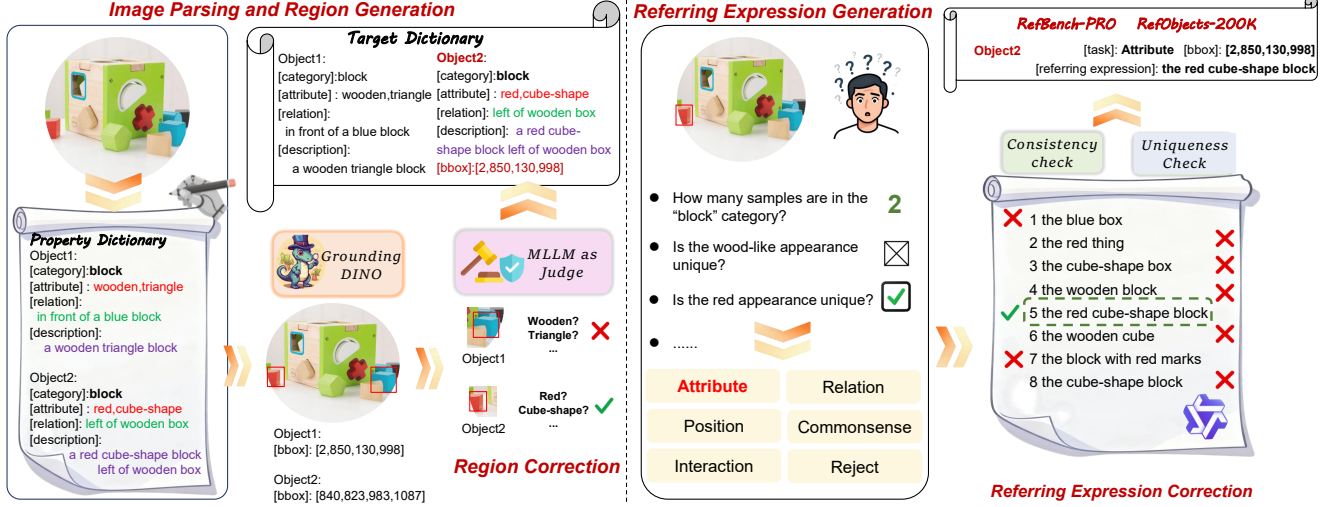 Image Parsing and Region Generation
Property Dictionary
Object1:
[category]:block
[attribute] : wooden,triangle
[relation]:
in front of a blue block
[description]:
a wooden triangle block
Object2:
[category]:block
[attribute] : red,cube-shape
[relation]: left of wooden box
[description]:
a red cube-shape block
left of wooden box
Target Dictionary
Object1:
[category]:block
[attribute] : wooden,triangle
[relation]:
in front of a blue block
[description]:
a wooden triangle block
Object2:
[category]:block
[attribute] : red,cube-shape
[relation]: left of wooden box
[description]: a red cube-
shape block left of wooden box
[bbox]:[2,850,130,998]
Grounding
DINO
Object1:
[bbox]: [2,850,130,998]
Object2:
[bbox]: [840,823,983,1087]
MLLM as
Judge
Wooden?
Triangle?
...
Object1
Red?
Cube-shape?
...
Object2
Region Correction
Referring Expression Generation
? ? ? ? ? ? ?
How many samples are in the
“block” category?
2
Is the wood-like appearance
unique?
Is the red appearance unique?
......
Attribute
Relation
Position
Commonsense
Interaction
Reject
RefBench-PRO RefObjects-200K
Object2
[task]: Attribute [bbox]: [2,850,130,998]
[referring expression]: the red cube-shape block
Consistency
check
Uniqueness
Check
1 the blue box
2 the red thing
3 the cube-shape box
4 the wooden block
5 the red cube-shape block
6 the wooden cube
7 the block with red marks
8 the cube-shape block
Referring Expression Correction